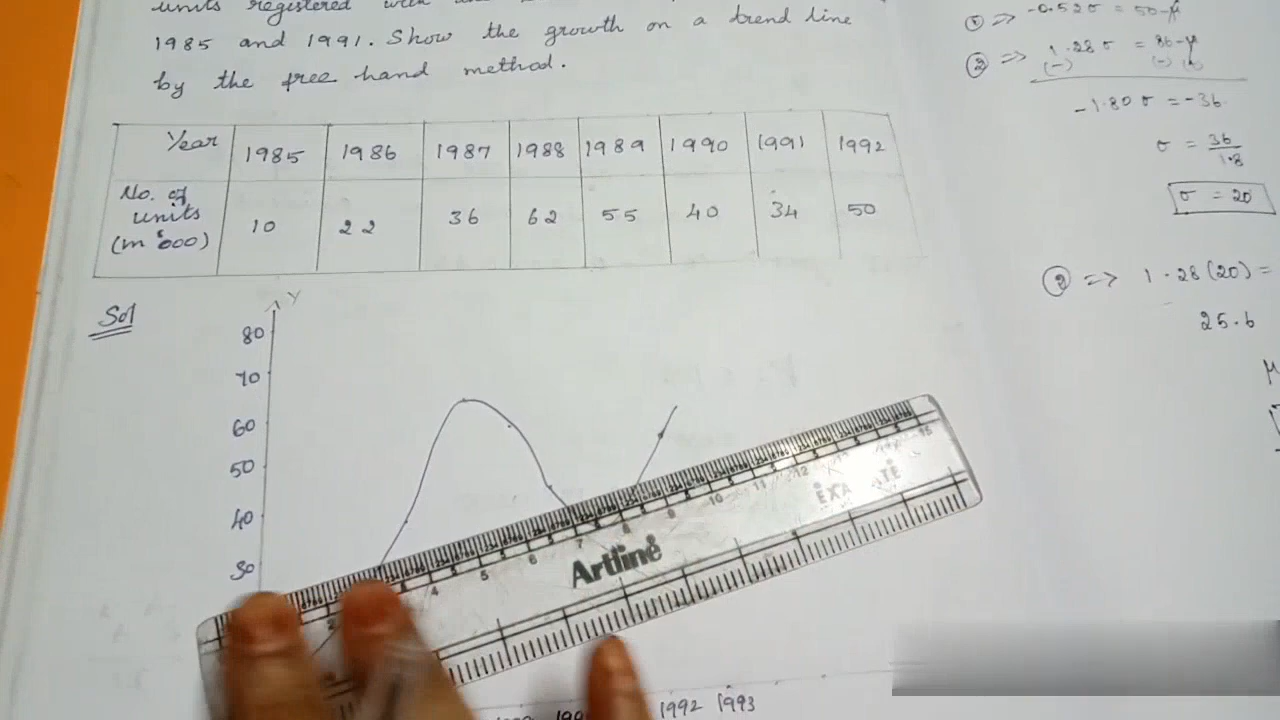 units registered
1985 and 1991. Show the growth on a trend line
by the free hand method.
Year 1985 1986 1987 1988 1989 1990 1991 1992
No. of units (in '000) 10 22 36 62 55 40 34 50
Sol
Y
80
70
60
50
40
30
Artline
1992 1993
① => -0.52σ = 50-μ
② => 1.28σ = 86-μ
(-) (-) (+)
-1.80σ = -36
σ = 36/1.8
σ = 20
② => 1.28(20) =
25.6
μ